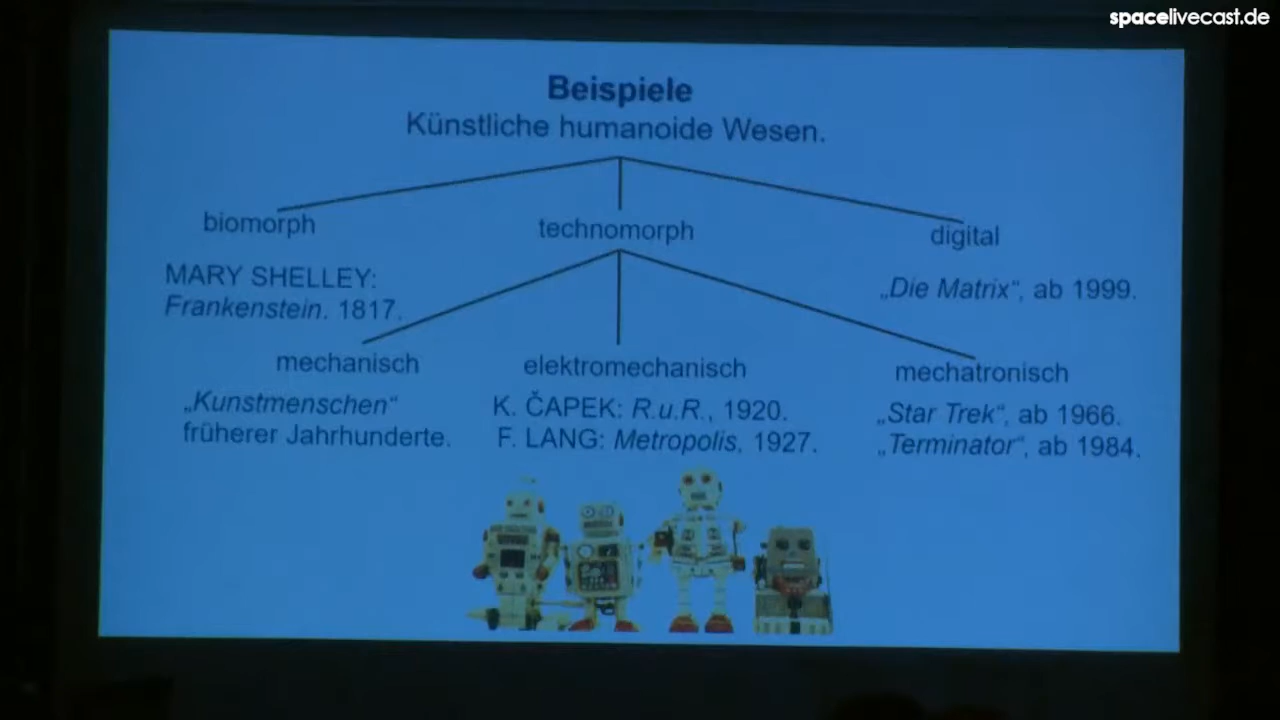 spacelivecast.de
Beispiele
Künstliche humanoide Wesen.
biomorph
technomorph
digital
MARY SHELLEY:
Frankenstein. 1817.
„Die Matrix“, ab 1999.
mechanisch
elektromechanisch
mechatronisch
„Kunstmenschen“
früherer Jahrhunderte.
K. ČAPEK: R.u.R., 1920.
F. LANG: Metropolis, 1927.
„Star Trek“, ab 1966.
„Terminator“, ab 1984.